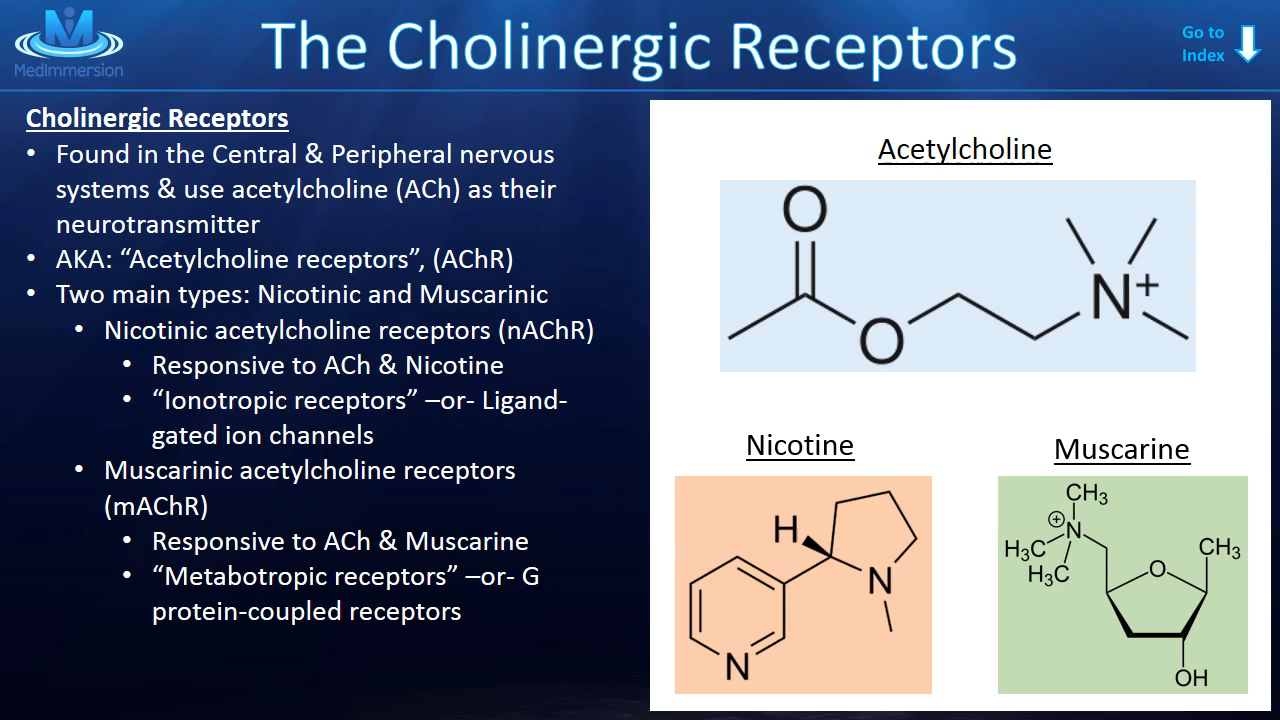 MedImmersion
The Cholinergic Receptors
Go to
Index
Cholinergic Receptors
• Found in the Central & Peripheral nervous
systems & use acetylcholine (ACh) as their
neurotransmitter
• AKA: “Acetylcholine receptors”, (AChR)
• Two main types: Nicotinic and Muscarinic
• Nicotinic acetylcholine receptors (nAChR)
• Responsive to ACh & Nicotine
• “Ionotropic receptors” –or- Ligand-
gated ion channels
• Muscarinic acetylcholine receptors
(mAChR)
• Responsive to ACh & Muscarine
• “Metabotropic receptors” –or- G
protein-coupled receptors
Acetylcholine
O
N+
O
Nicotine
H
N
N
Muscarine
CH3
+
N
H3C
H3C
O
CH3
OH